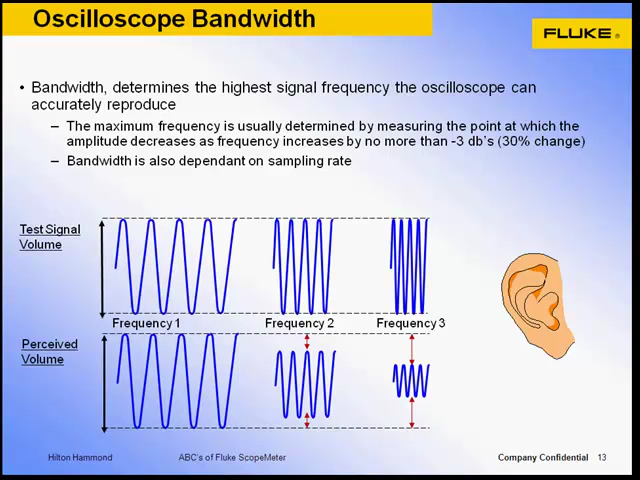 Oscilloscope Bandwidth
FLUKE®
• Bandwidth, determines the highest signal frequency the oscilloscope can
accurately reproduce
– The maximum frequency is usually determined by measuring the point at which the
amplitude decreases as frequency increases by no more than -3 db's (30% change)
– Bandwidth is also dependant on sampling rate
Test Signal
Volume
Frequency 1
Frequency 2
Frequency 3
Perceived
Volume
Hilton Hammond
ABC's of Fluke ScopeMeter
Company Confidential
13